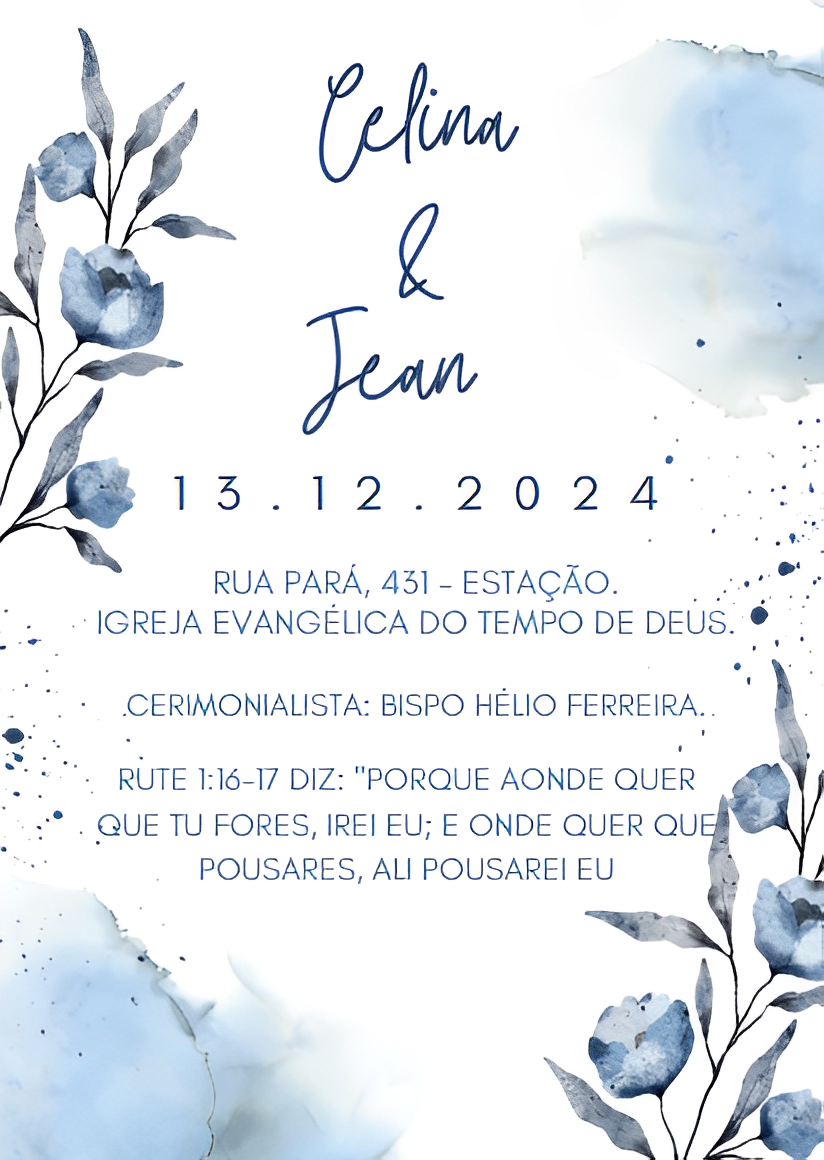 Celina
&
Jean
13.12.2024
RUA PARÁ, 431 - ESTAÇÃO.
IGREJA EVANGÉLICA DO TEMPO DE DEUS.
CERIMONIALISTA: BISPO HÉLIO FERREIRA.
RUTE 1:16-17 DIZ: "PORQUE AONDE QUER
QUE TU FORES, IREI EU; E ONDE QUER QUE
POUSARES, ALI POUSAREI EU